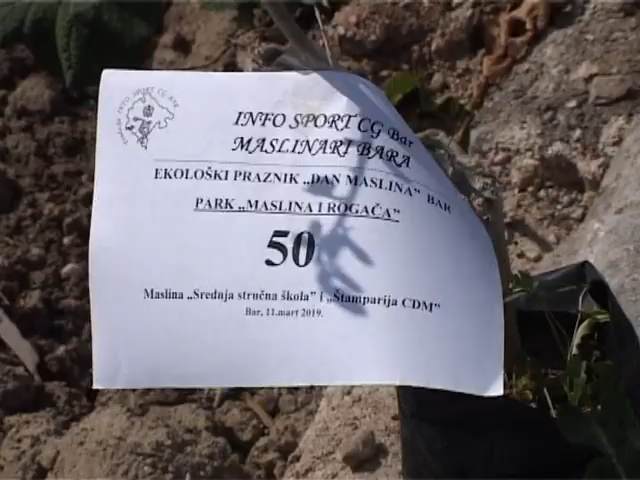 INFO SPORT CG Bar
MASLINARI BARA
EKOLOŠKI PRAZNIK „DAN MASLINA" BAR
PARK „MASLINA I ROGAČA"
50
Maslina „Srednja stručna škola" i „Štamparija CDM"
Bar, 11.mart 2019.